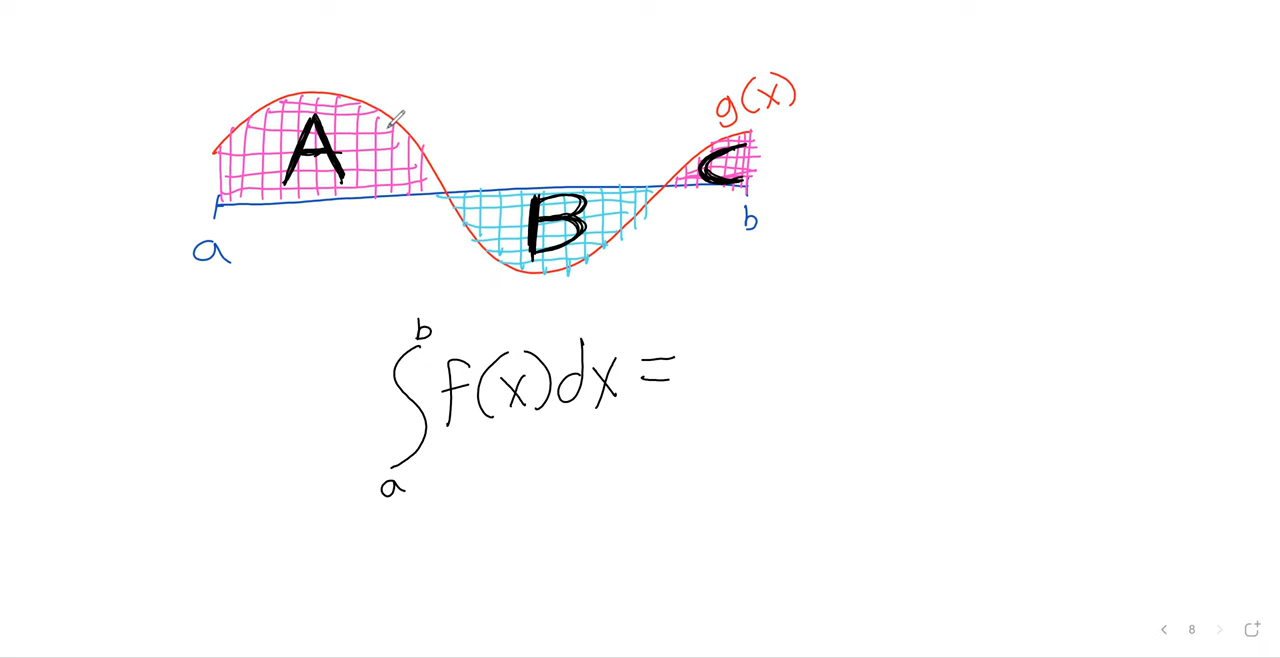 g(x)
A
B
C
a
b
b
∫ f(x)dx =
a
8